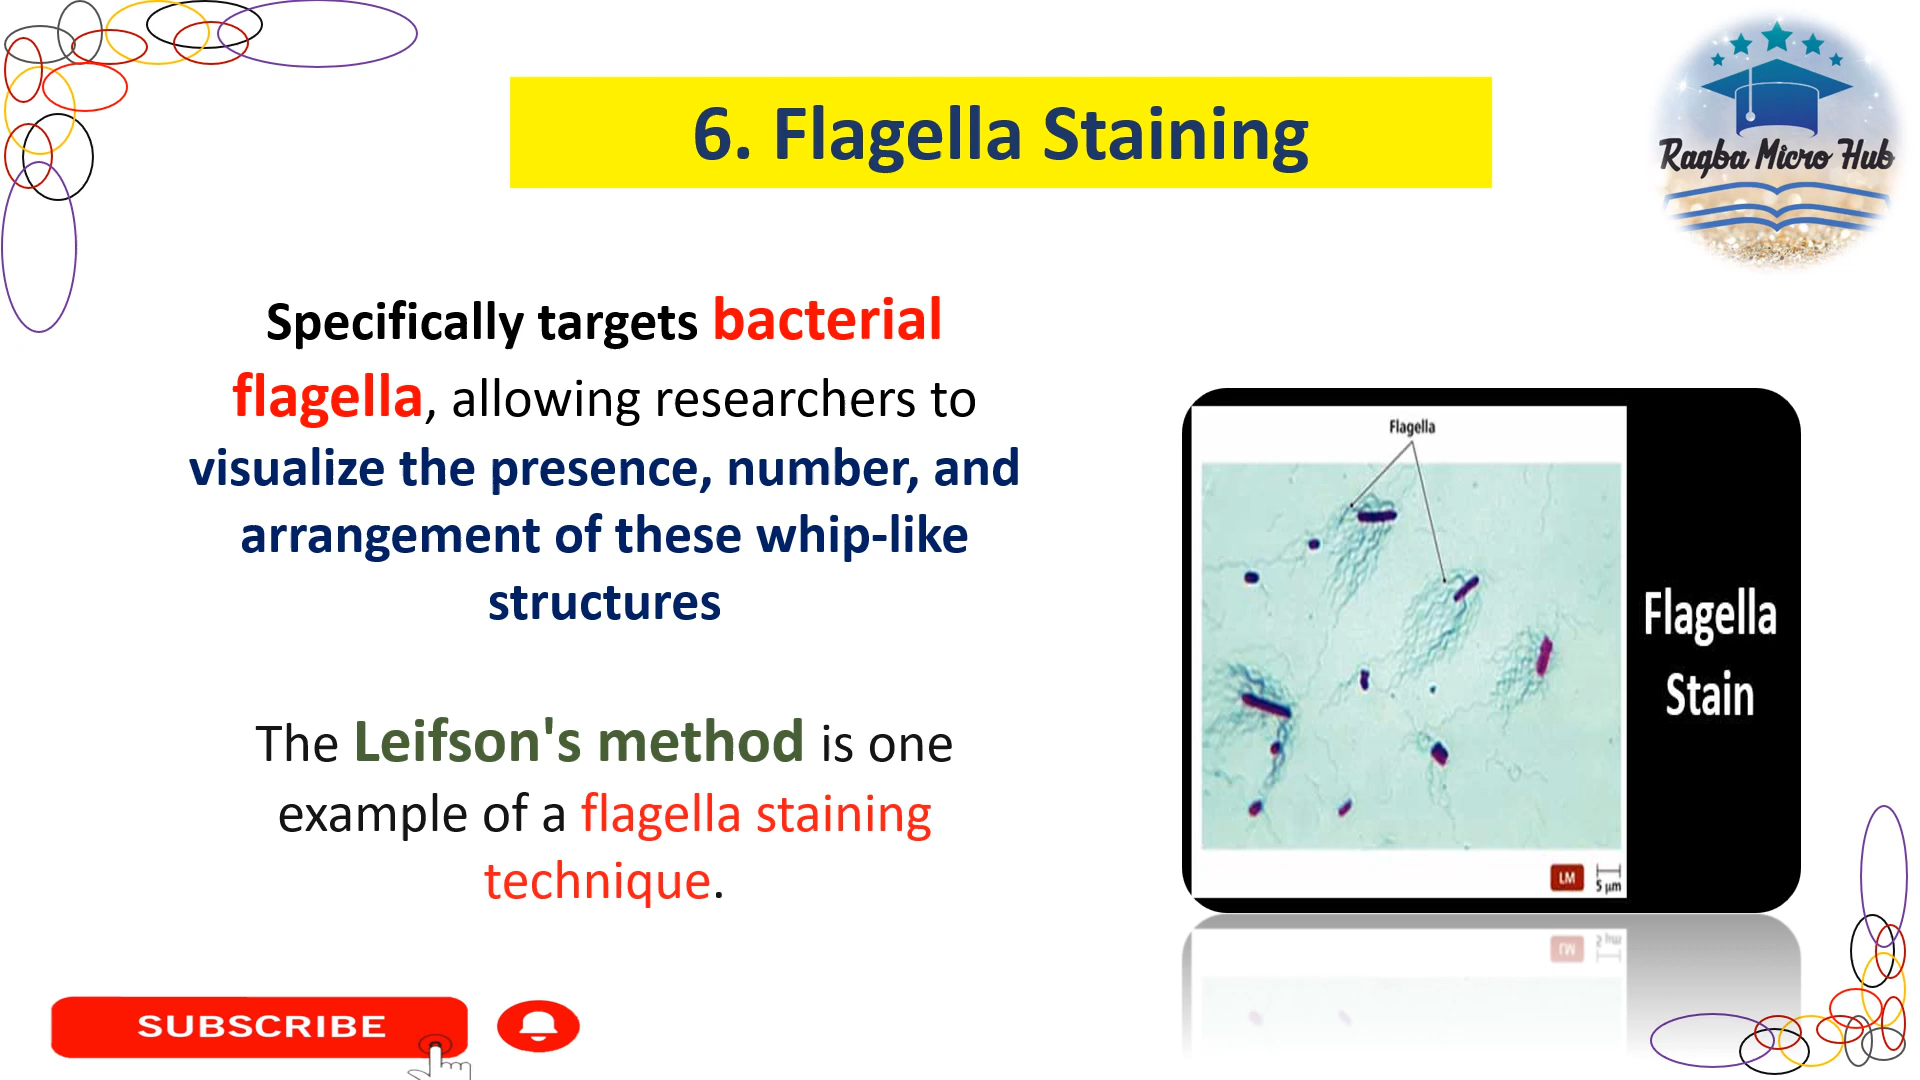 6. Flagella Staining
Ragba Micro Hub
Specifically targets bacterial
flagella, allowing researchers to
visualize the presence, number, and
arrangement of these whip-like
structures
The Leifson's method is one
example of a flagella staining
technique.
Flagella
Flagella
Stain
LM
5 µm
SUBSCRIBE